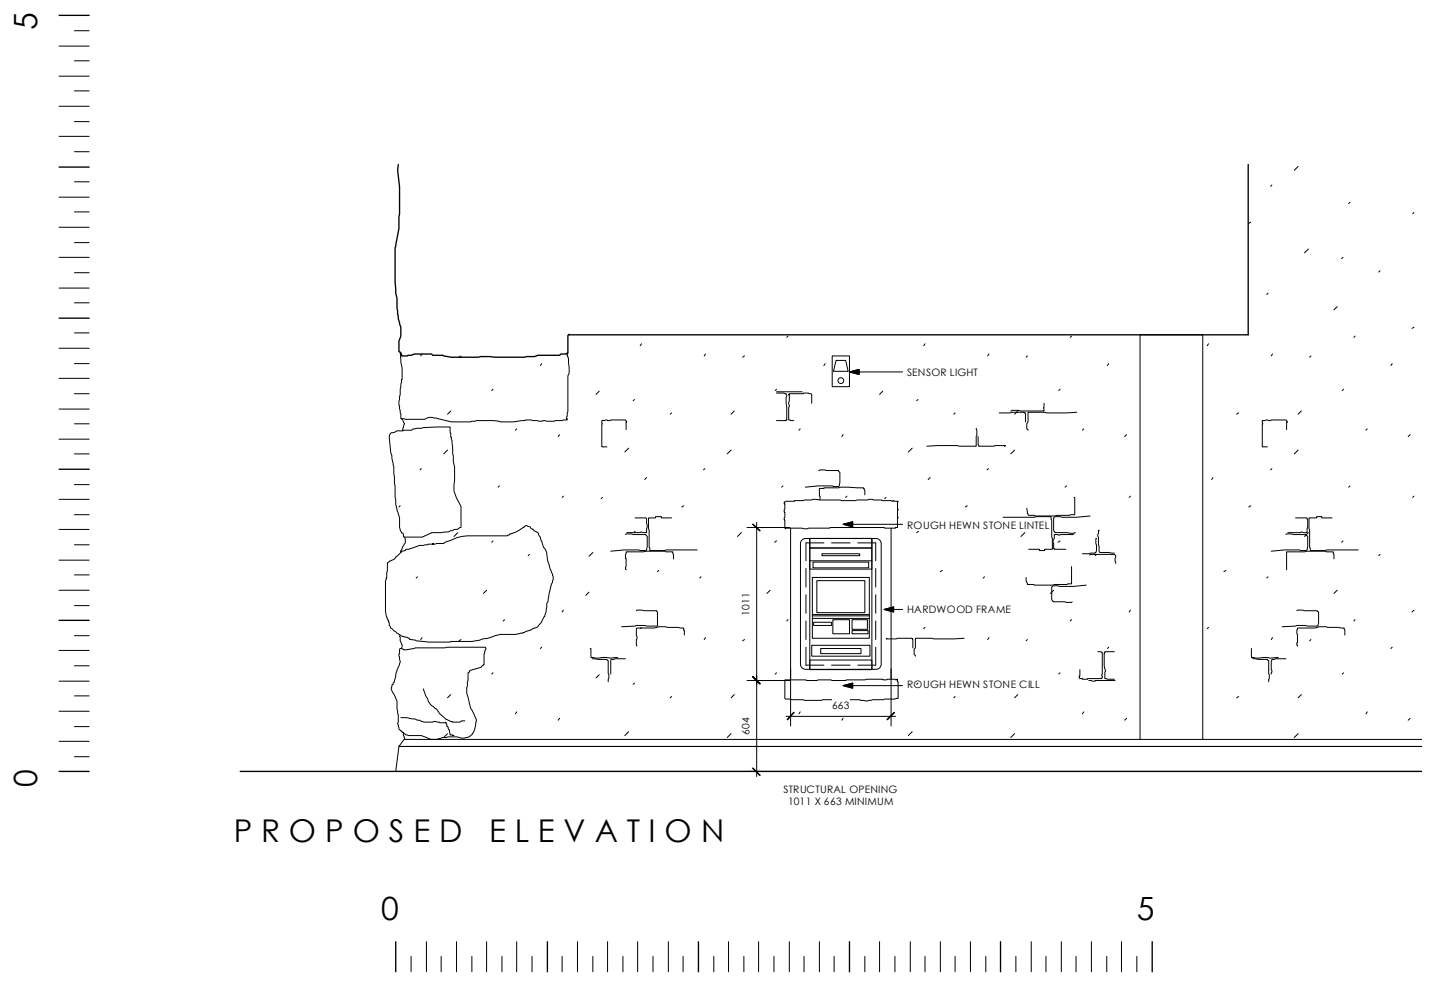 5
SENSOR LIGHT
ROUGH HEWN STONE LINTEL
1011
HARDWOOD FRAME
ROUGH HEWN STONE CILL
663
604
0
STRUCTURAL OPENING
1011 X 663 MINIMUM
PROPOSED ELEVATION
0
5